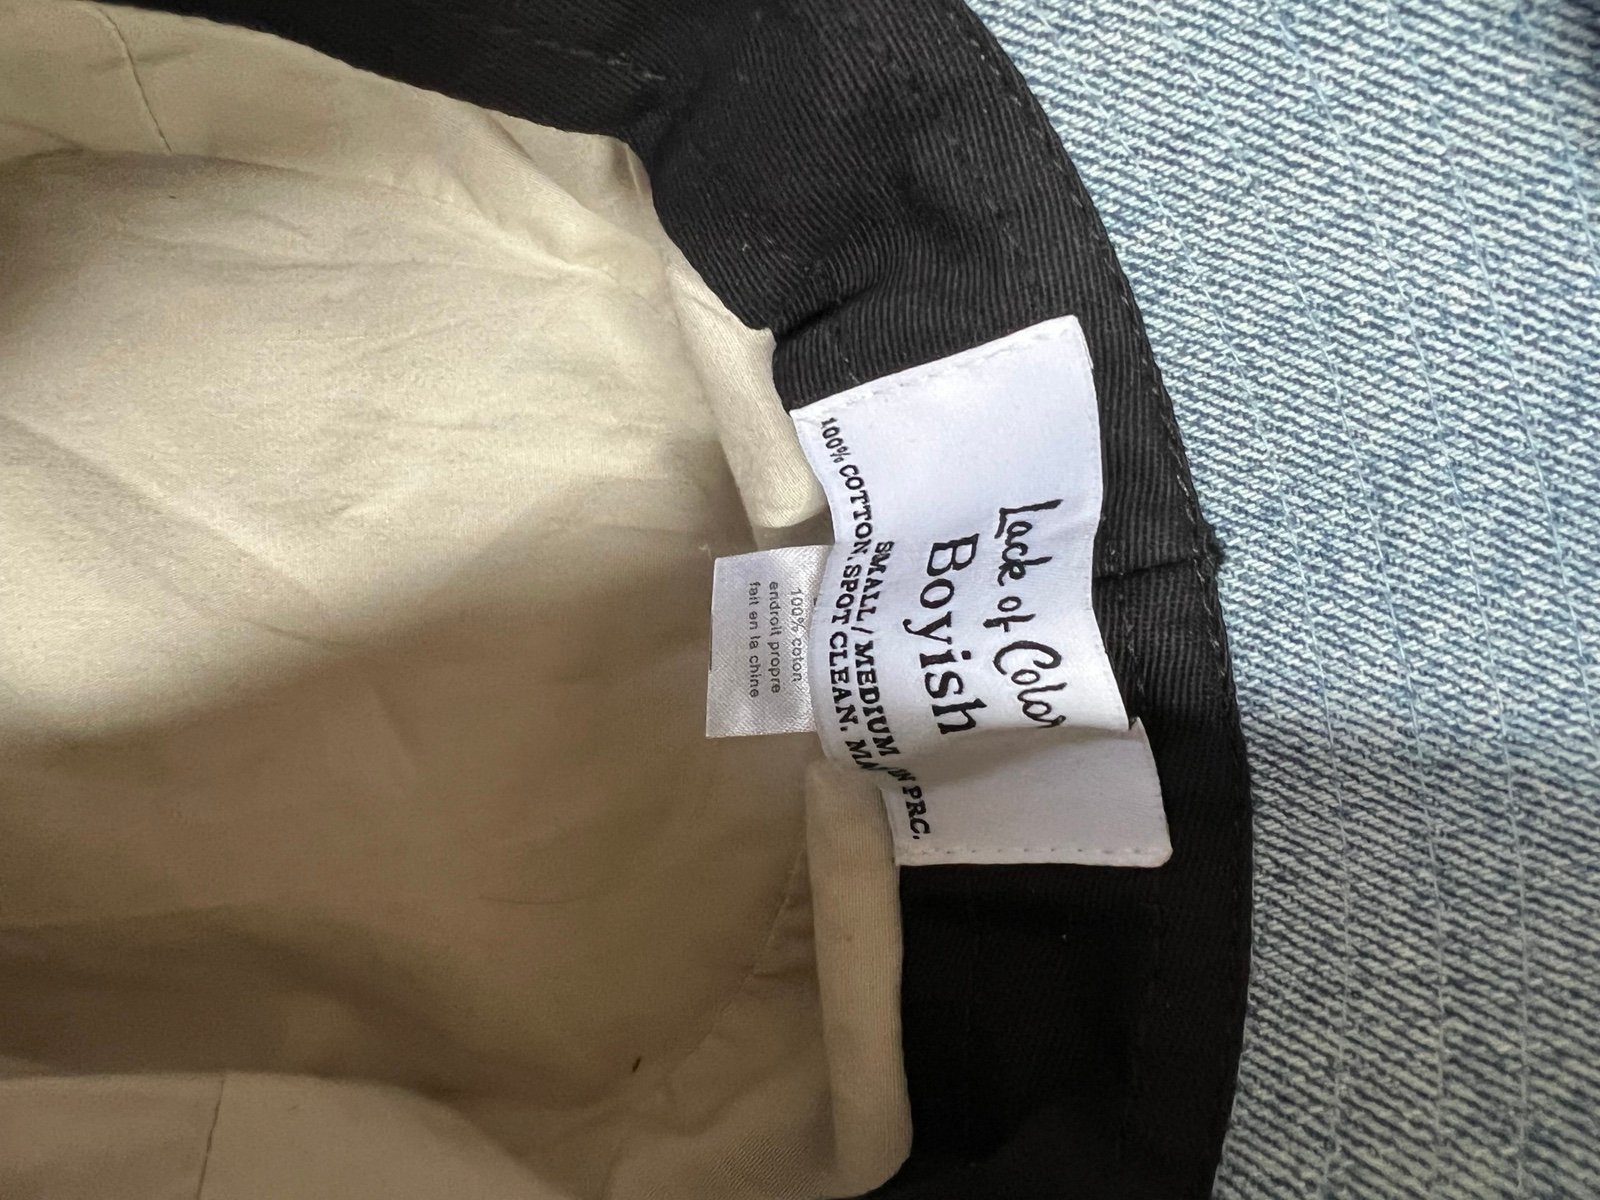 Lack of Color
Boyish
SMALL / MEDIUM
100% COTTON. SPOT CLEAN. IN PRC.
100% coton
endroit propre
fait en la chine